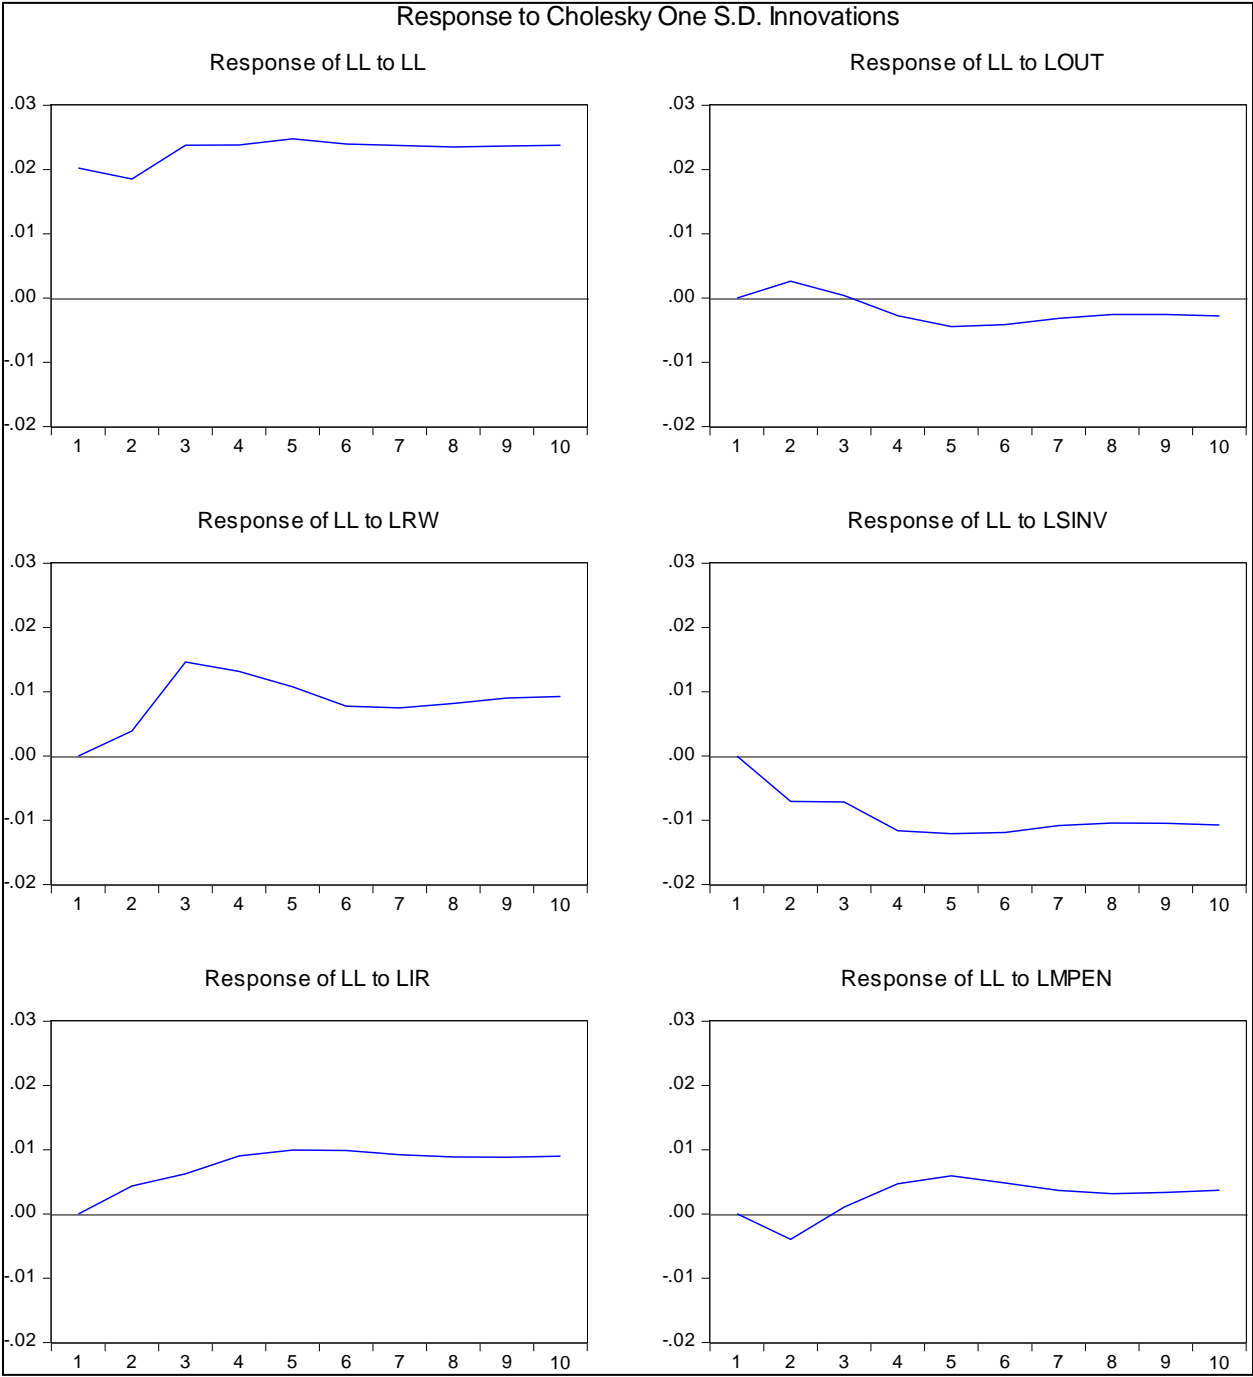 Response to Cholesky One S.D. Innovations
Response of LL to LL
.03
.02
.01
.00
-.01
-.02
1 2 3 4 5 6 7 8 9 10
Response of LL to LOUT
.03
.02
.01
.00
-.01
-.02
1 2 3 4 5 6 7 8 9 10
Response of LL to LRW
.03
.02
.01
.00
-.01
-.02
1 2 3 4 5 6 7 8 9 10
Response of LL to LSINV
.03
.02
.01
.00
-.01
-.02
1 2 3 4 5 6 7 8 9 10
Response of LL to LIR
.03
.02
.01
.00
-.01
-.02
1 2 3 4 5 6 7 8 9 10
Response of LL to LMPEN
.03
.02
.01
.00
-.01
-.02
1 2 3 4 5 6 7 8 9 10